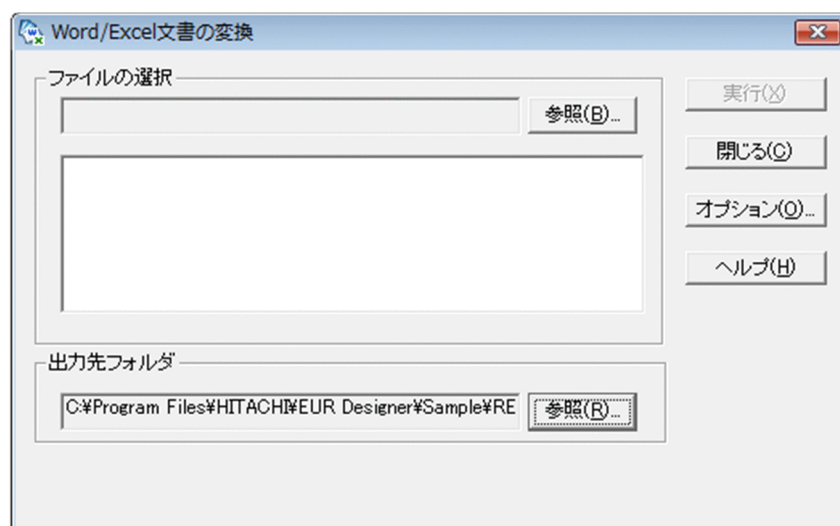 Word/Excel文書の変換
ファイルの選択
参照(B)...
実行(X)
閉じる(C)
オプション(O)...
ヘルプ(H)
出力先フォルダ
C:¥Program Files¥HITACHI¥EUR Designer¥Sample¥RE
参照(R)...